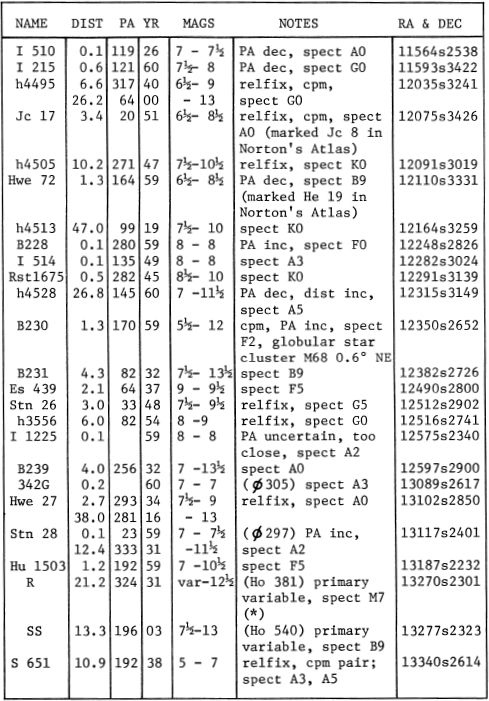 NAME DIST PA YR MAGS NOTES RA & DEC
I 510 0.1 119 26 7 - 7½ PA dec, spect A0 11564s2538
I 215 0.6 121 60 7½- 8 PA dec, spect G0 11593s3422
h4495 6.6 317 40 6½- 9 relfix, cpm, 12035s3241
26.2 64 00 - 13 spect G0
Jc 17 3.4 20 51 6½- 8½ relfix, cpm, spect 12075s3426
A0 (marked Jc 8 in
Norton's Atlas)
h4505 10.2 271 47 7½-10½ relfix, spect K0 12091s3019
Hwe 72 1.3 164 59 6½- 8½ PA dec, spect B9 12110s3331
(marked He 19 in
Norton's Atlas)
h4513 47.0 99 19 7½- 10 spect K0 12164s3259
B228 0.1 280 59 8 - 8 PA inc, spect F0 12248s2826
I 514 0.1 135 49 8 - 8 spect A3 12282s3024
Rst1675 0.5 282 45 8½- 10 spect K0 12291s3139
h4528 26.8 145 60 7 -11½ PA dec, dist inc, 12315s3149
spect A5
B230 1.3 170 59 5½- 12 cpm, PA inc, spect 12350s2652
F2, globular star
cluster M68 0.6° NE
B231 4.3 82 32 7½- 13½ spect B9 12382s2726
Es 439 2.1 64 37 9 - 9½ spect F5 12490s2800
Stn 26 3.0 33 48 7½- 9½ relfix, spect G5 12512s2902
h3556 6.0 82 54 8 -9 relfix, spect G0 12516s2741
I 1225 0.1 59 8 - 8 PA uncertain, too 12575s2340
close, spect A2
B239 4.0 256 32 7 -13½ spect A0 12597s2900
342G 0.2 60 7 - 7 (ϕ305) spect A3 13089s2617
Hwe 27 2.7 293 34 7½- 9 relfix, spect A0 13102s2850
38.0 281 16 - 13
Stn 28 0.1 23 59 7 - 7½ (ϕ297) PA inc, 13117s2401
12.4 333 31 -11½ spect A2
Hu 1503 1.2 192 59 7 -10½ spect F5 13187s2232
R 21.2 324 31 var-12½ (Ho 381) primary 13270s2301
variable, spect M7
(*)
SS 13.3 196 03 7½-13 (Ho 540) primary 13277s2323
variable, spect B9
S 651 10.9 192 38 5 - 7 relfix, cpm pair; 13340s2614
spect A3, A5